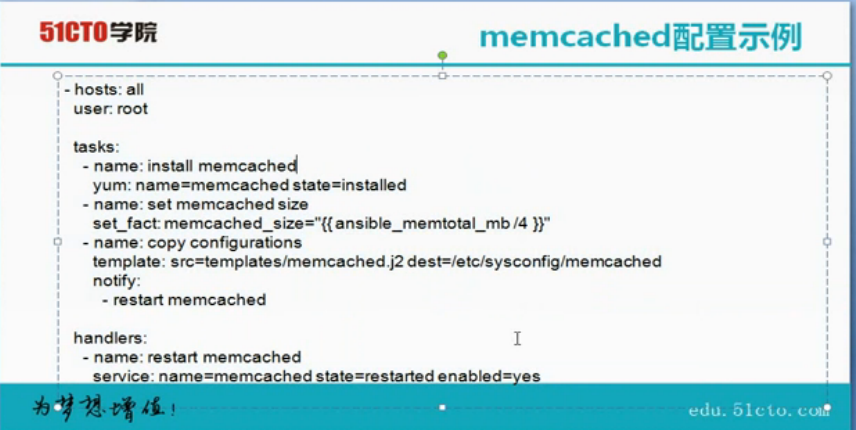 51CTO学院
memcached配置示例
- hosts: all
user: root
tasks:
- name: install memcached
yum: name=memcached state=installed
- name: set memcached size
set_fact: memcached_size="{{ ansible_memtotal_mb /4 }}"
- name: copy configurations
template: src=templates/memcached.j2 dest=/etc/sysconfig/memcached
notify:
- restart memcached
handlers:
- name: restart memcached
service: name=memcached state=restarted enabled=yes
为梦想增值!
edu.51cto.com